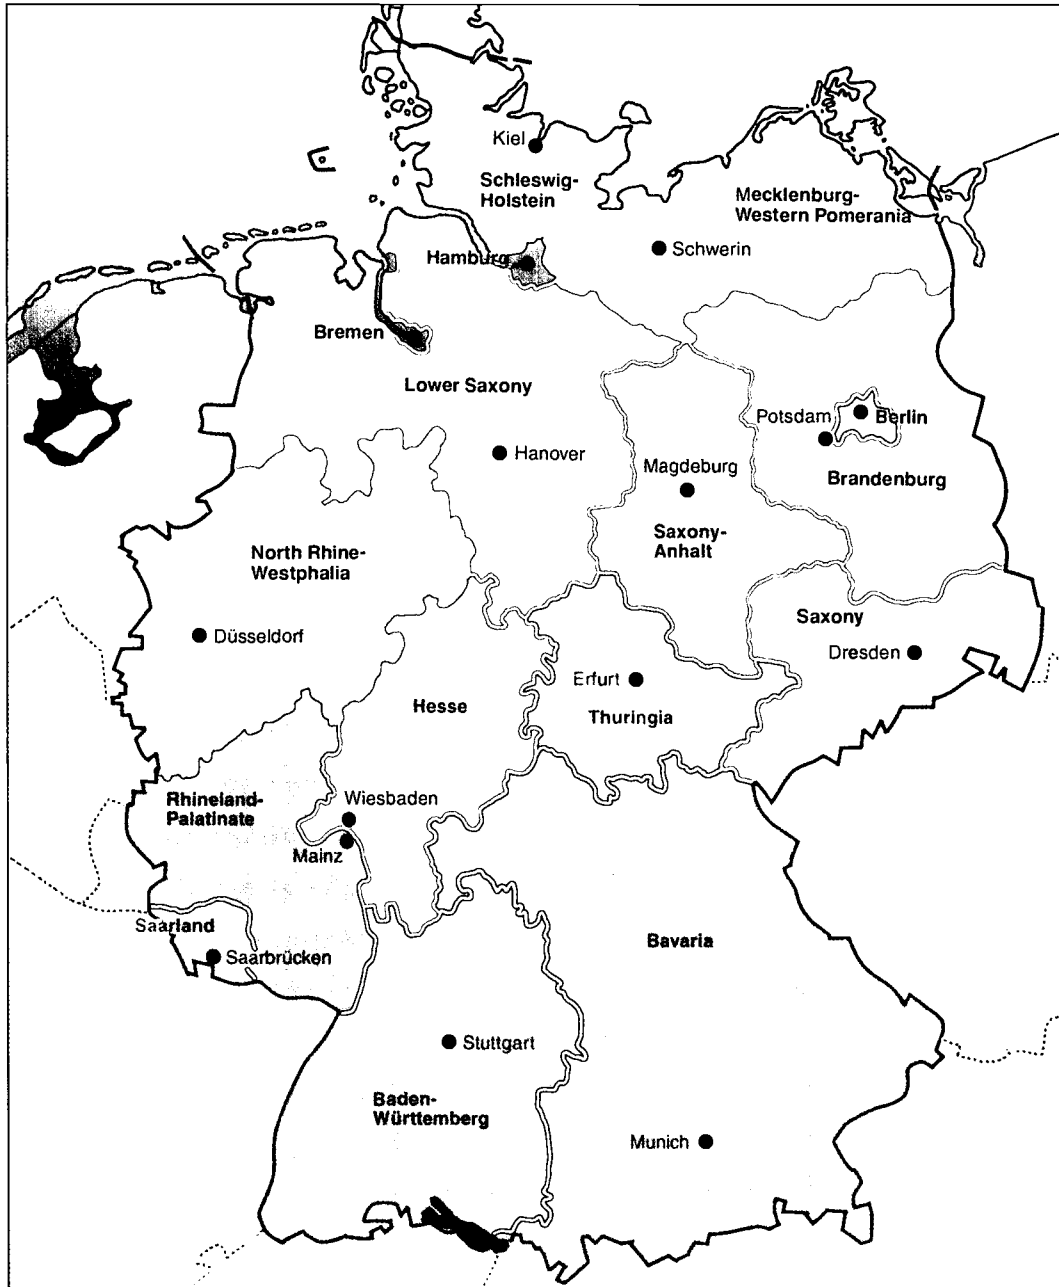 Kiel
Schleswig-
Holstein
Mecklenburg-
Western Pomerania
Schwerin
Hamburg
Bremen
Lower Saxony
Hanover
Potsdam
Berlin
Magdeburg
Brandenburg
Saxony-
Anhalt
North Rhine-
Westphalia
Düsseldorf
Saxony
Dresden
Erfurt
Thuringia
Hesse
Rhineland-
Palatinate
Wiesbaden
Mainz
Saarland
Saarbrücken
Bavaria
Stuttgart
Baden-
Württemberg
Munich